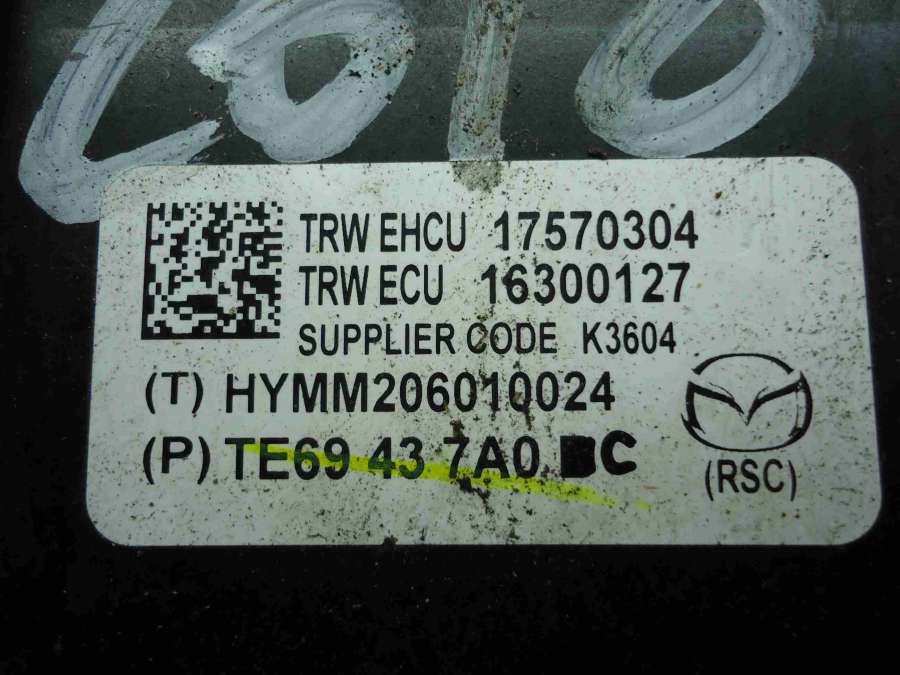 TRW EHCU 17570304
TRW ECU 16300127
SUPPLIER CODE K3604
(T) HYMM206010024
(P) TE69 43 7A0 C
(RSC)